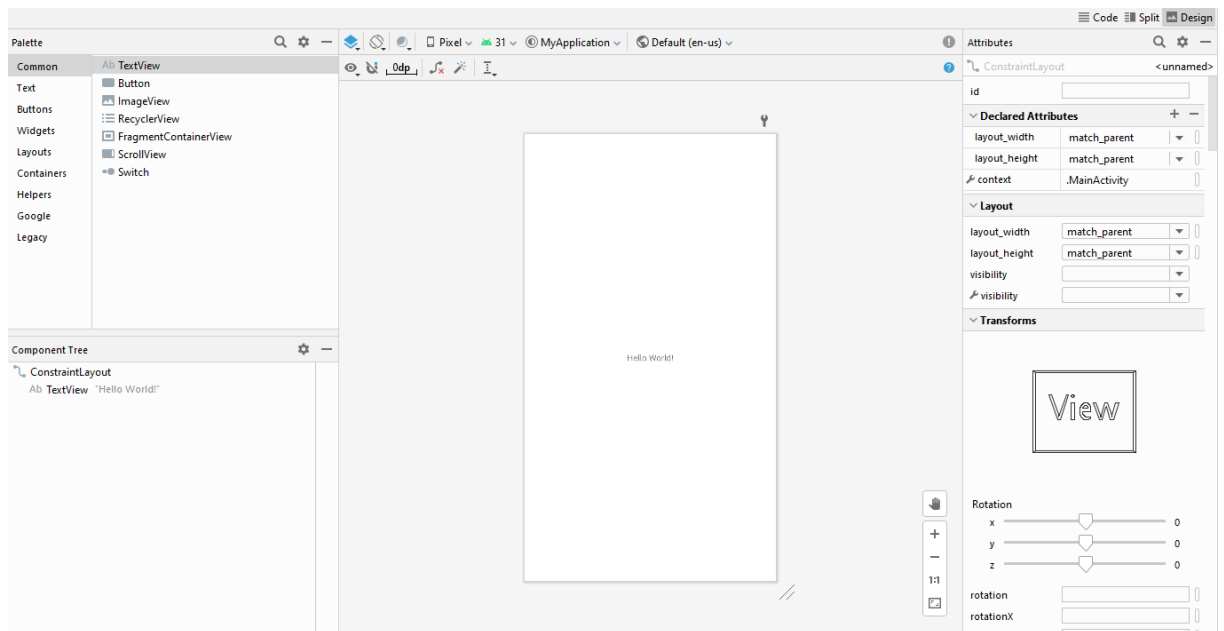 Code Split Design
Palette
Common
Text
Buttons
Widgets
Layouts
Containers
Helpers
Google
Legacy
Ab TextView
Button
ImageView
RecyclerView
FragmentContainerView
ScrollView
Switch
Component Tree
ConstraintLayout
Ab TextView "Hello World!"
Pixel 31 MyApplication Default (en-us)
0dp
Hello World!
1:1
Attributes
ConstraintLayout <unnamed>
id
Declared Attributes
layout_width match_parent
layout_height match_parent
context .MainActivity
Layout
layout_width match_parent
layout_height match_parent
visibility
visibility
Transforms
View
Rotation
x 0
y 0
z 0
rotation
rotationX